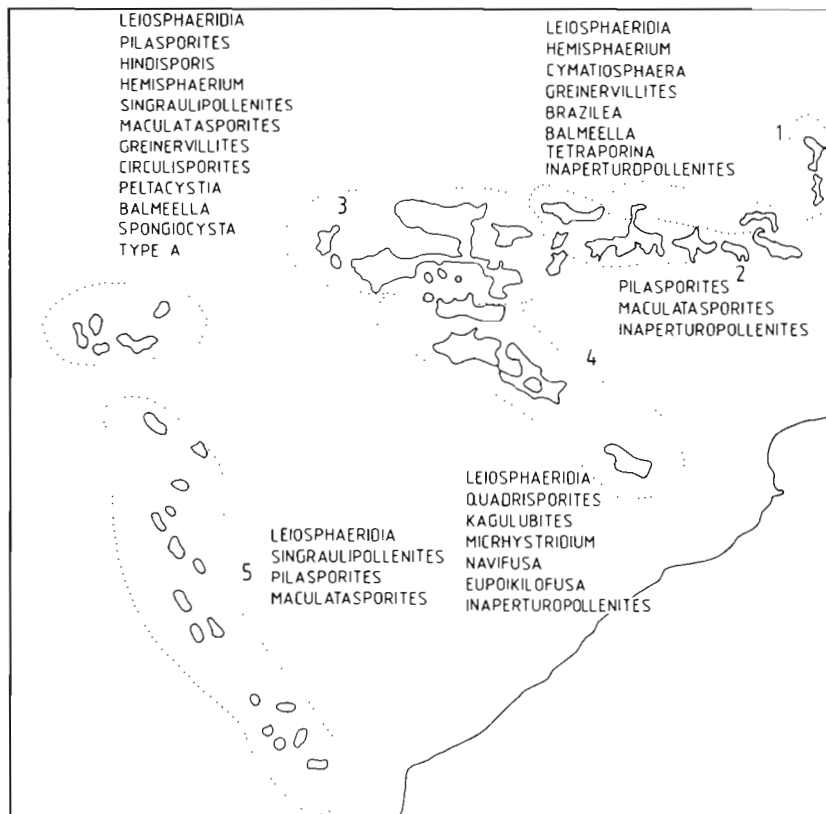 LEIOSPHAERIDIA
PILASPORITES
HINDISPORIS
HEMISPHAERIUM
SINGRAULIPOLLENITES
MACULATASPORITES
GREINERVILLITES
CIRCULISPORITES
PELTACYSTIA
BALMEELLA
SPONGIOCYSTA
TYPE A
LEIOSPHAERIDIA
HEMISPHAERIUM
CYMATIOSPHAERA
GREINERVILLITES
BRAZILEA
BALMEELLA
TETRAPORINA
INAPERTUROPOLLENITES
1
3
2
PILASPORITES
MACULATASPORITES
INAPERTUROPOLLENITES
4
LEIOSPHAERIDIA
QUADRISPORITES
KAGULUBITES
MICRHYSTRIDIUM
NAVIFUSA
EUPOIKILOFUSA
INAPERTUROPOLLENITES
5
LEIOSPHAERIDIA
SINGRAULIPOLLENITES
PILASPORITES
MACULATASPORITES